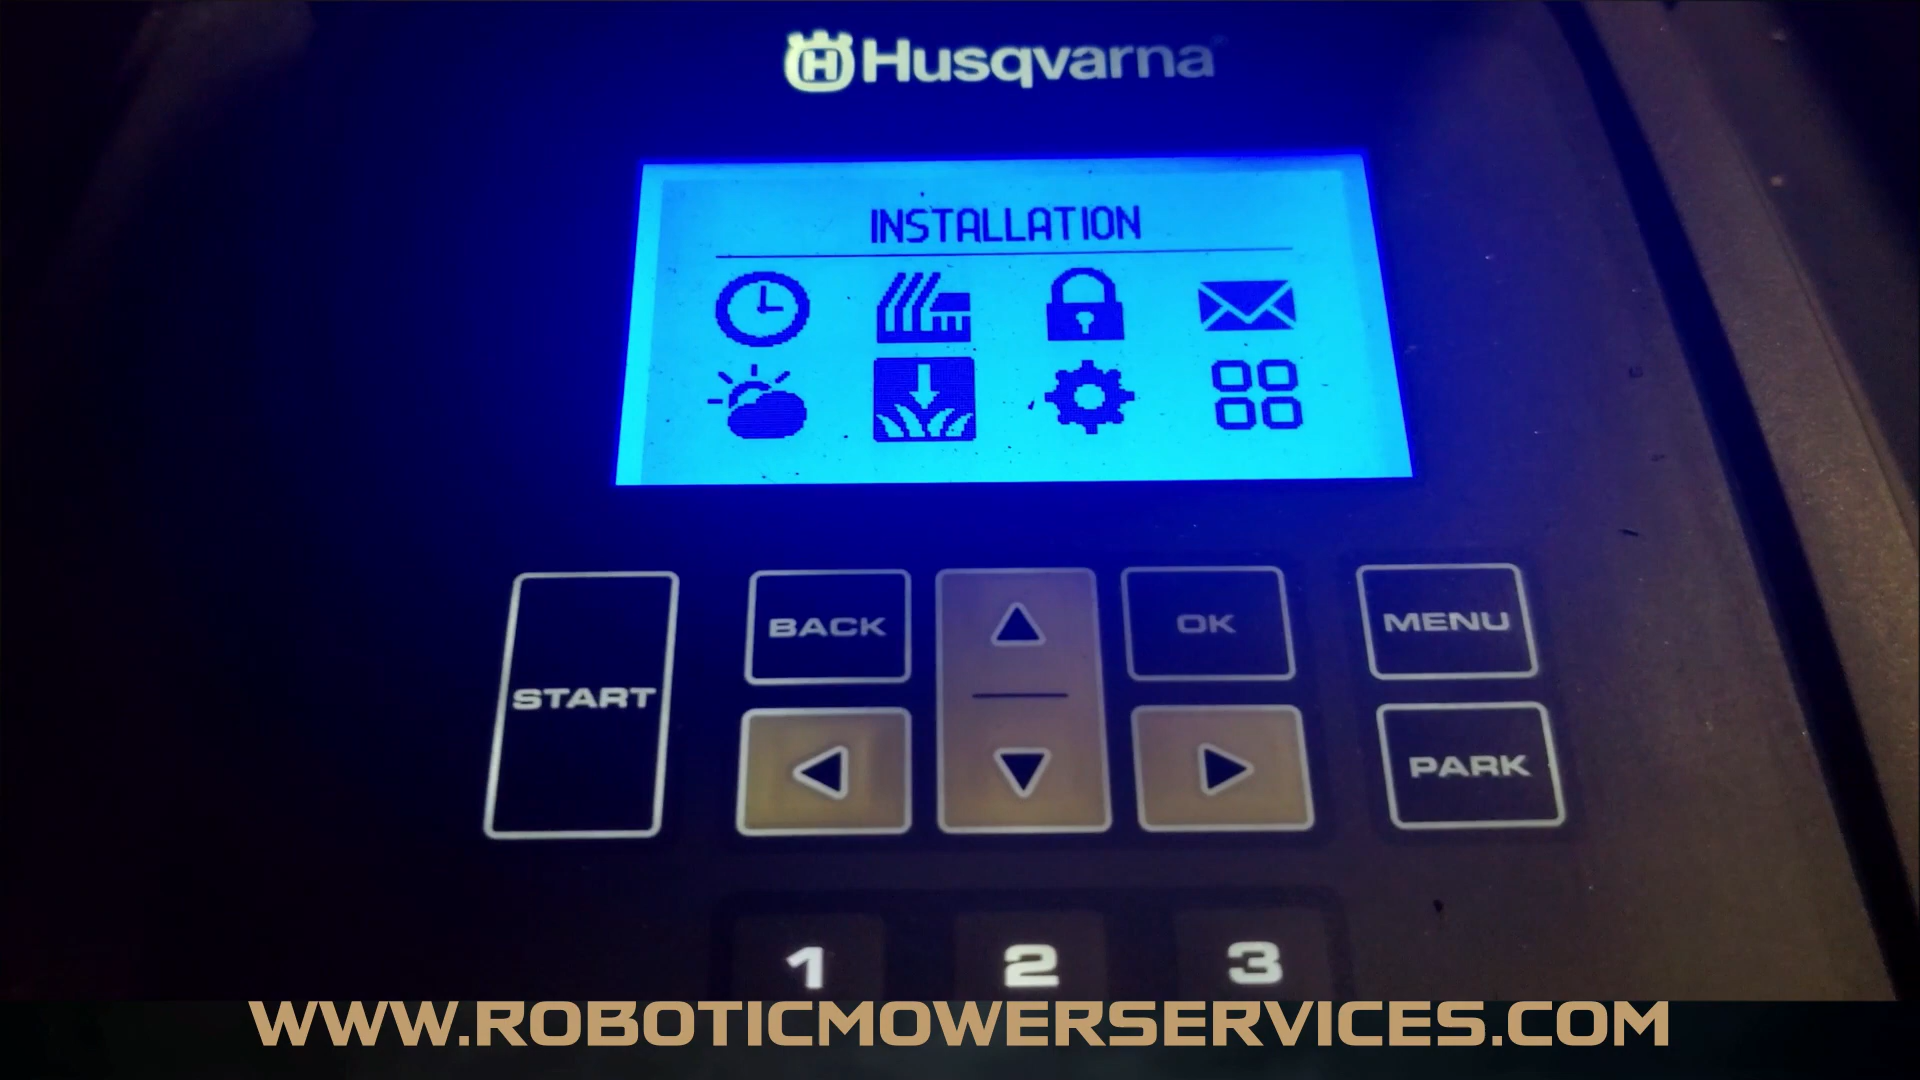 Husqvarna
INSTALLATION
BACK
OK
MENU
START
PARK
1 2 3
WWW.ROBOTICMOWERSERVICES.COM